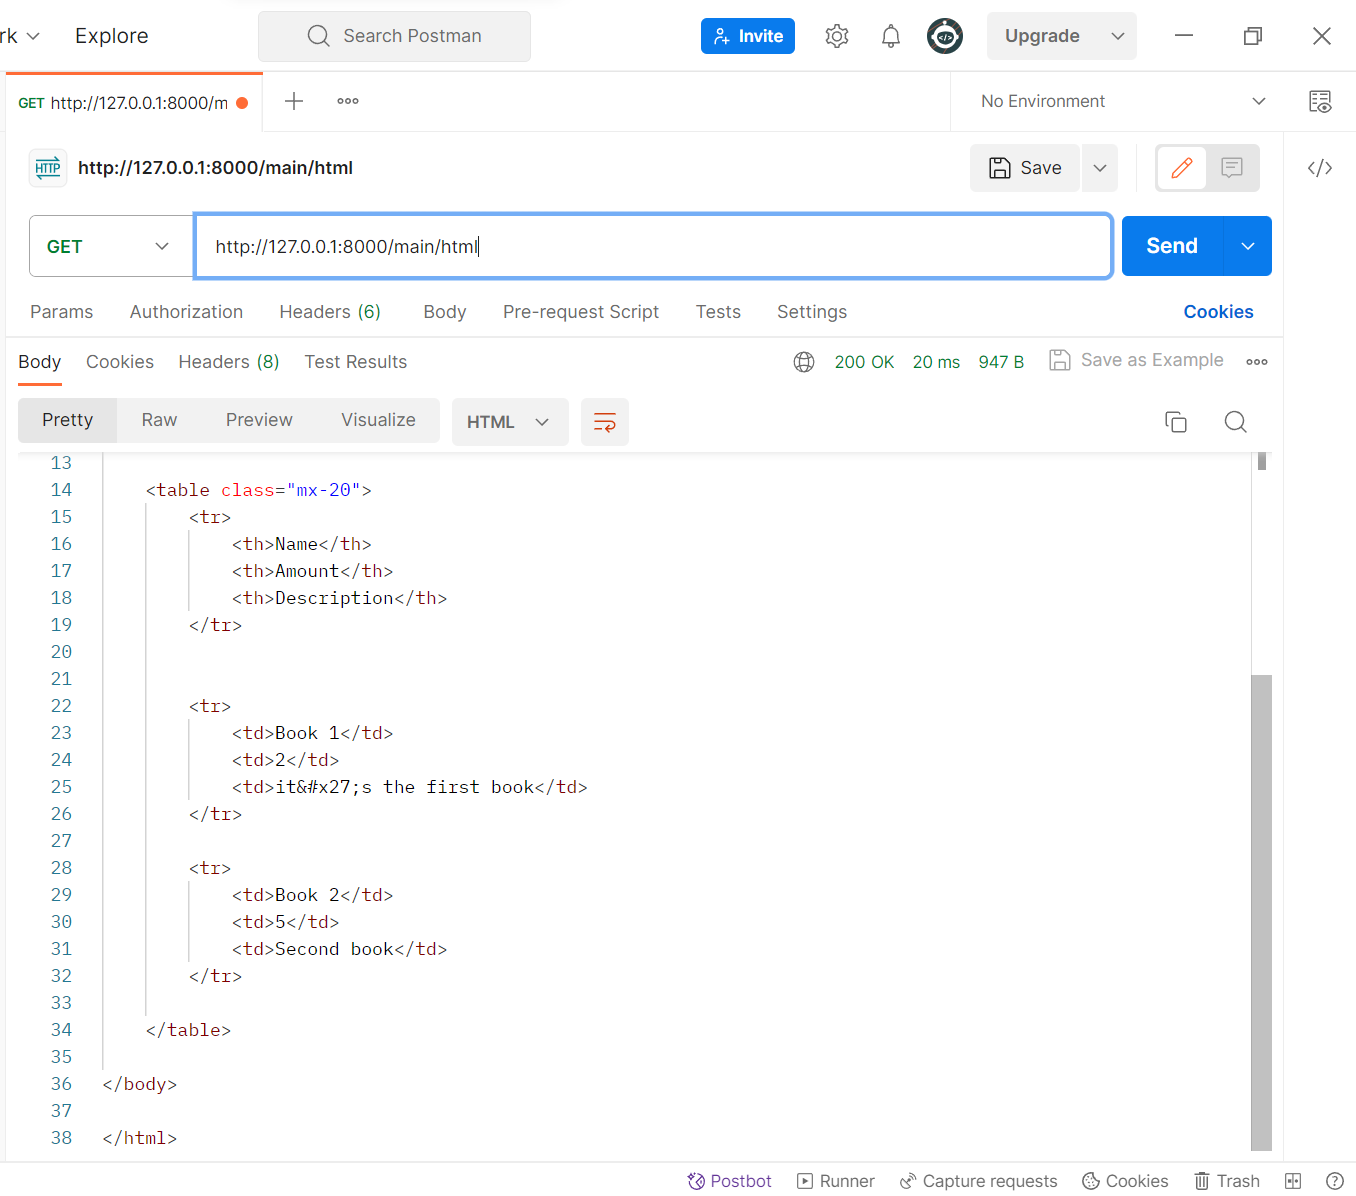 rk Explore Search Postman Invite Upgrade
GET http://127.0.0.1:8000/m No Environment
HTTP http://127.0.0.1:8000/main/html Save </>
GET http://127.0.0.1:8000/main/html Send
Params Authorization Headers (6) Body Pre-request Script Tests Settings Cookies
Body Cookies Headers (8) Test Results 200 OK 20 ms 947 B Save as Example
Pretty Raw Preview Visualize HTML
13
14 <table class="mx-20">
15 <tr>
16 <th>Name</th>
17 <th>Amount</th>
18 <th>Description</th>
19 </tr>
20
21
22 <tr>
23 <td>Book 1</td>
24 <td>2</td>
25 <td>it&#x27;s the first book</td>
26 </tr>
27
28 <tr>
29 <td>Book 2</td>
30 <td>5</td>
31 <td>Second book</td>
32 </tr>
33
34 </table>
35
36 </body>
37
38 </html>
Postbot Runner Capture requests Cookies Trash